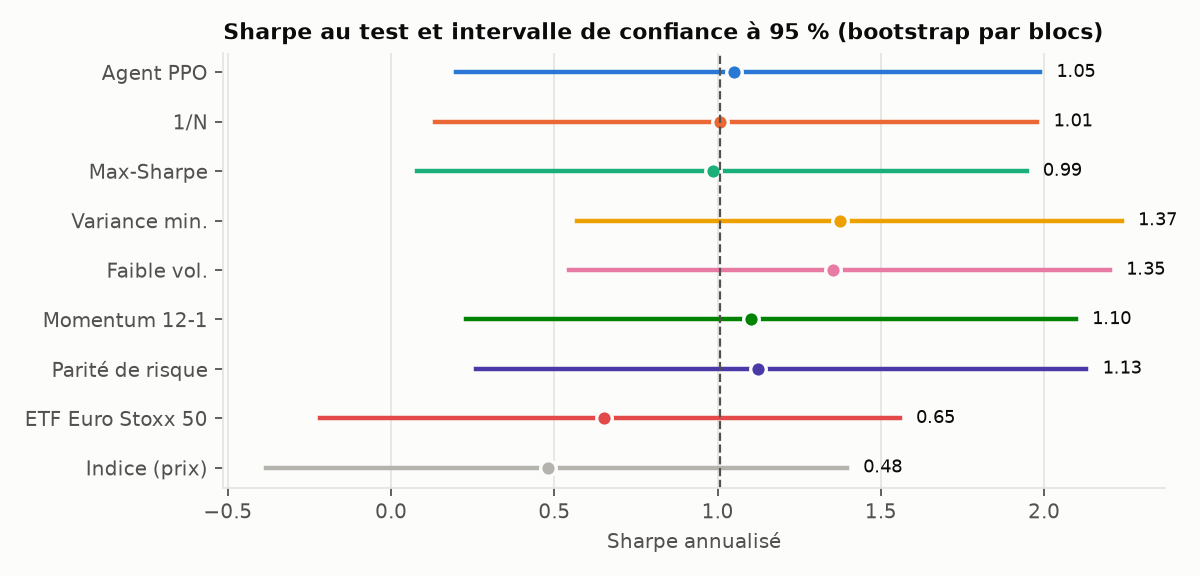 Sharpe au test et intervalle de confiance à 95 % (bootstrap par blocs)
Agent PPO 1.05
1/N 1.01
Max-Sharpe 0.99
Variance min. 1.37
Faible vol. 1.35
Momentum 12-1 1.10
Parité de risque 1.13
ETF Euro Stoxx 50 0.65
Indice (prix) 0.48
−0.5 0.0 0.5 1.0 1.5 2.0
Sharpe annualisé